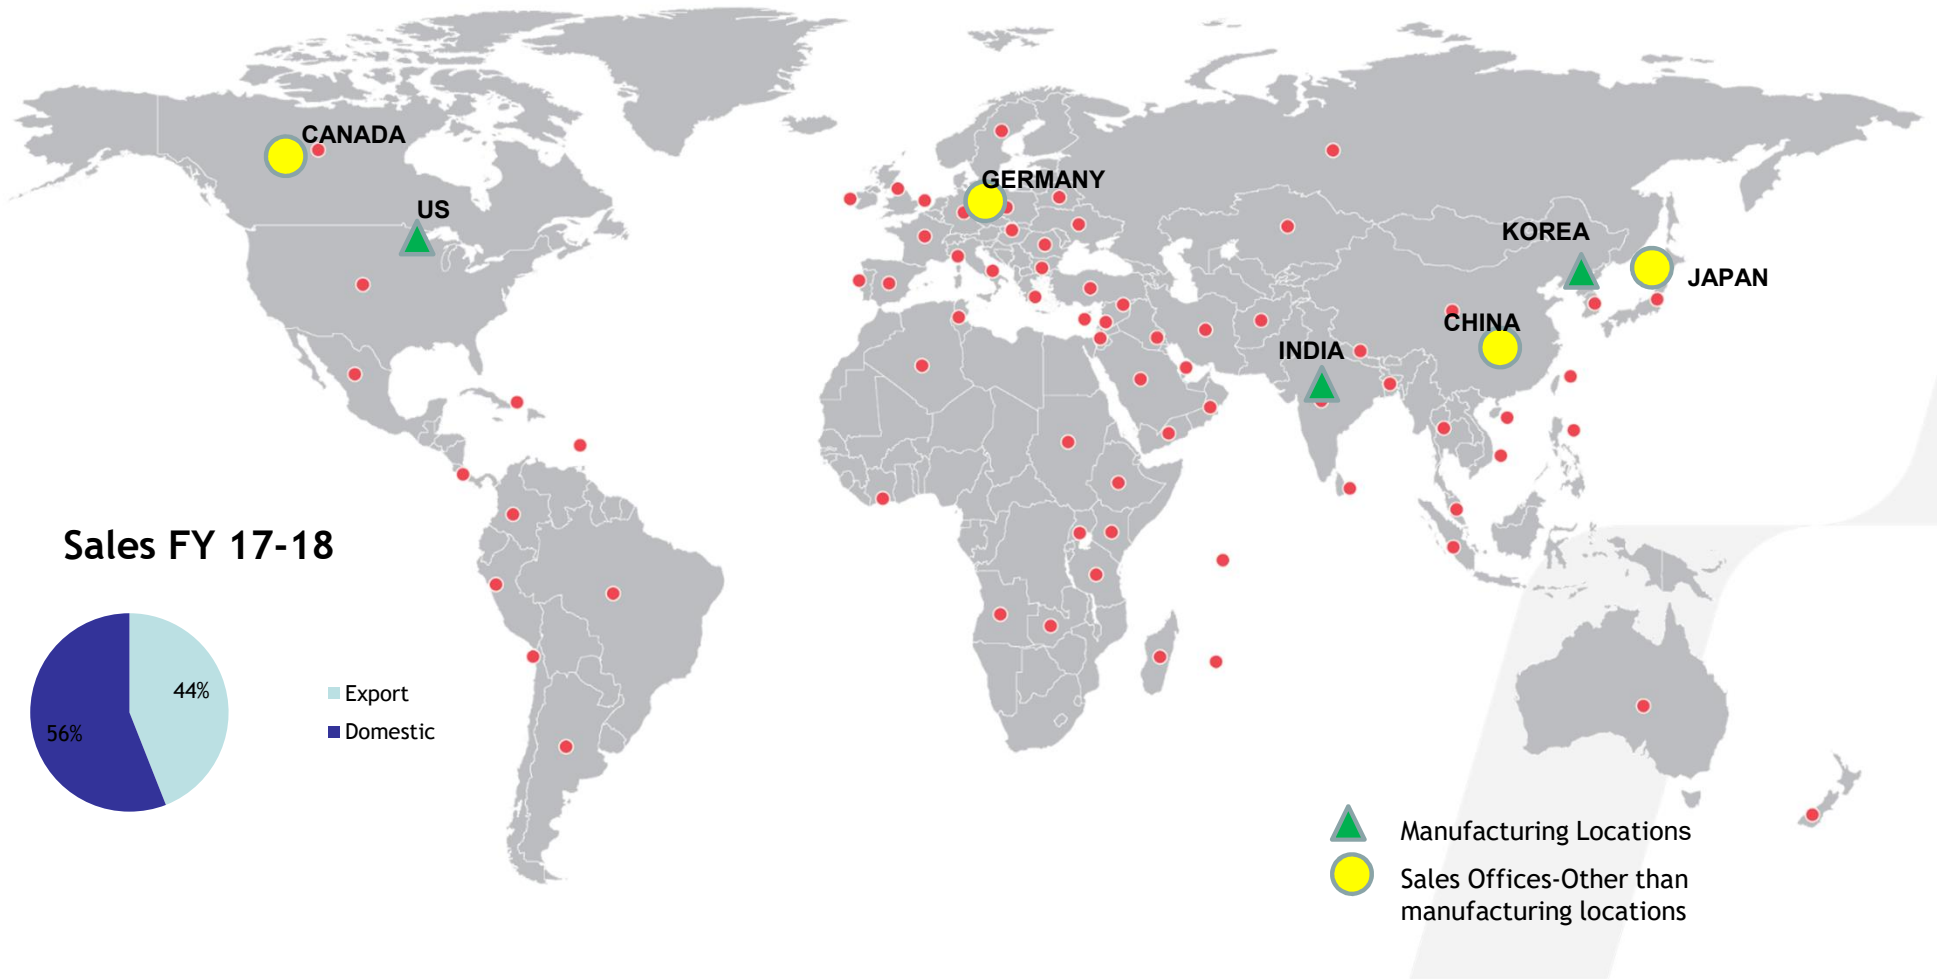 CANADA
US
GERMANY
KOREA
JAPAN
CHINA
INDIA
Sales FY 17-18
44%
56%
Export
Domestic
Manufacturing Locations
Sales Offices-Other than
manufacturing locations